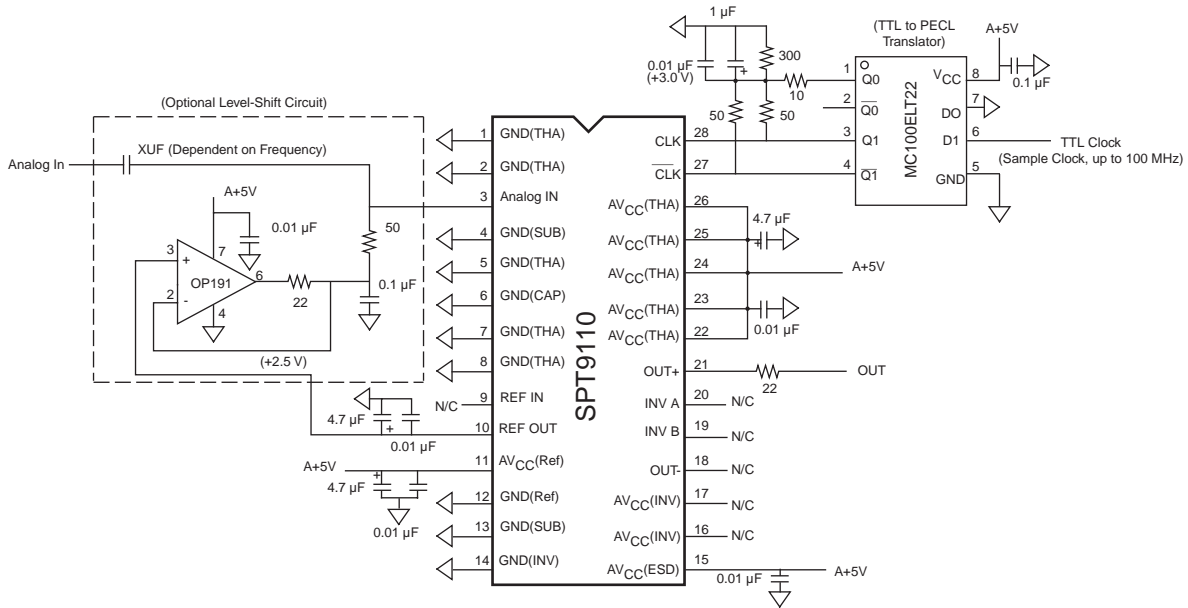 1 µF
(TTL to PECL
Translator)
A+5V
300
0.01 µF
(+3.0 V)
+
10
50
50
1
Q0
2
Q0
3
Q1
4
Q1
MC100ELT22
VCC
8
DO
7
D1
6
GND
5
0.1 µF
TTL Clock
(Sample Clock, up to 100 MHz)
(Optional Level-Shift Circuit)
Analog In
XUF (Dependent on Frequency)
A+5V
0.01 µF
50
3
+
2
-
OP191
7
6
4
22
0.1 µF
(+2.5 V)
SPT9110
1
GND(THA)
2
GND(THA)
3
Analog IN
4
GND(SUB)
5
GND(THA)
6
GND(CAP)
7
GND(THA)
8
GND(THA)
N/C
9
REF IN
4.7 µF
+
0.01 µF
10
REF OUT
A+5V
11
AVCC(Ref)
4.7 µF
+
0.01 µF
12
GND(Ref)
13
GND(SUB)
14
GND(INV)
CLK
28
CLK
27
AVCC(THA)
26
4.7 µF
+
AVCC(THA)
25
AVCC(THA)
24
A+5V
AVCC(THA)
23
0.01 µF
AVCC(THA)
22
OUT+
21
22
OUT
INV A
20
N/C
INV B
19
N/C
OUT-
18
N/C
AVCC(INV)
17
N/C
AVCC(INV)
16
N/C
AVCC(ESD)
15
0.01 µF
A+5V